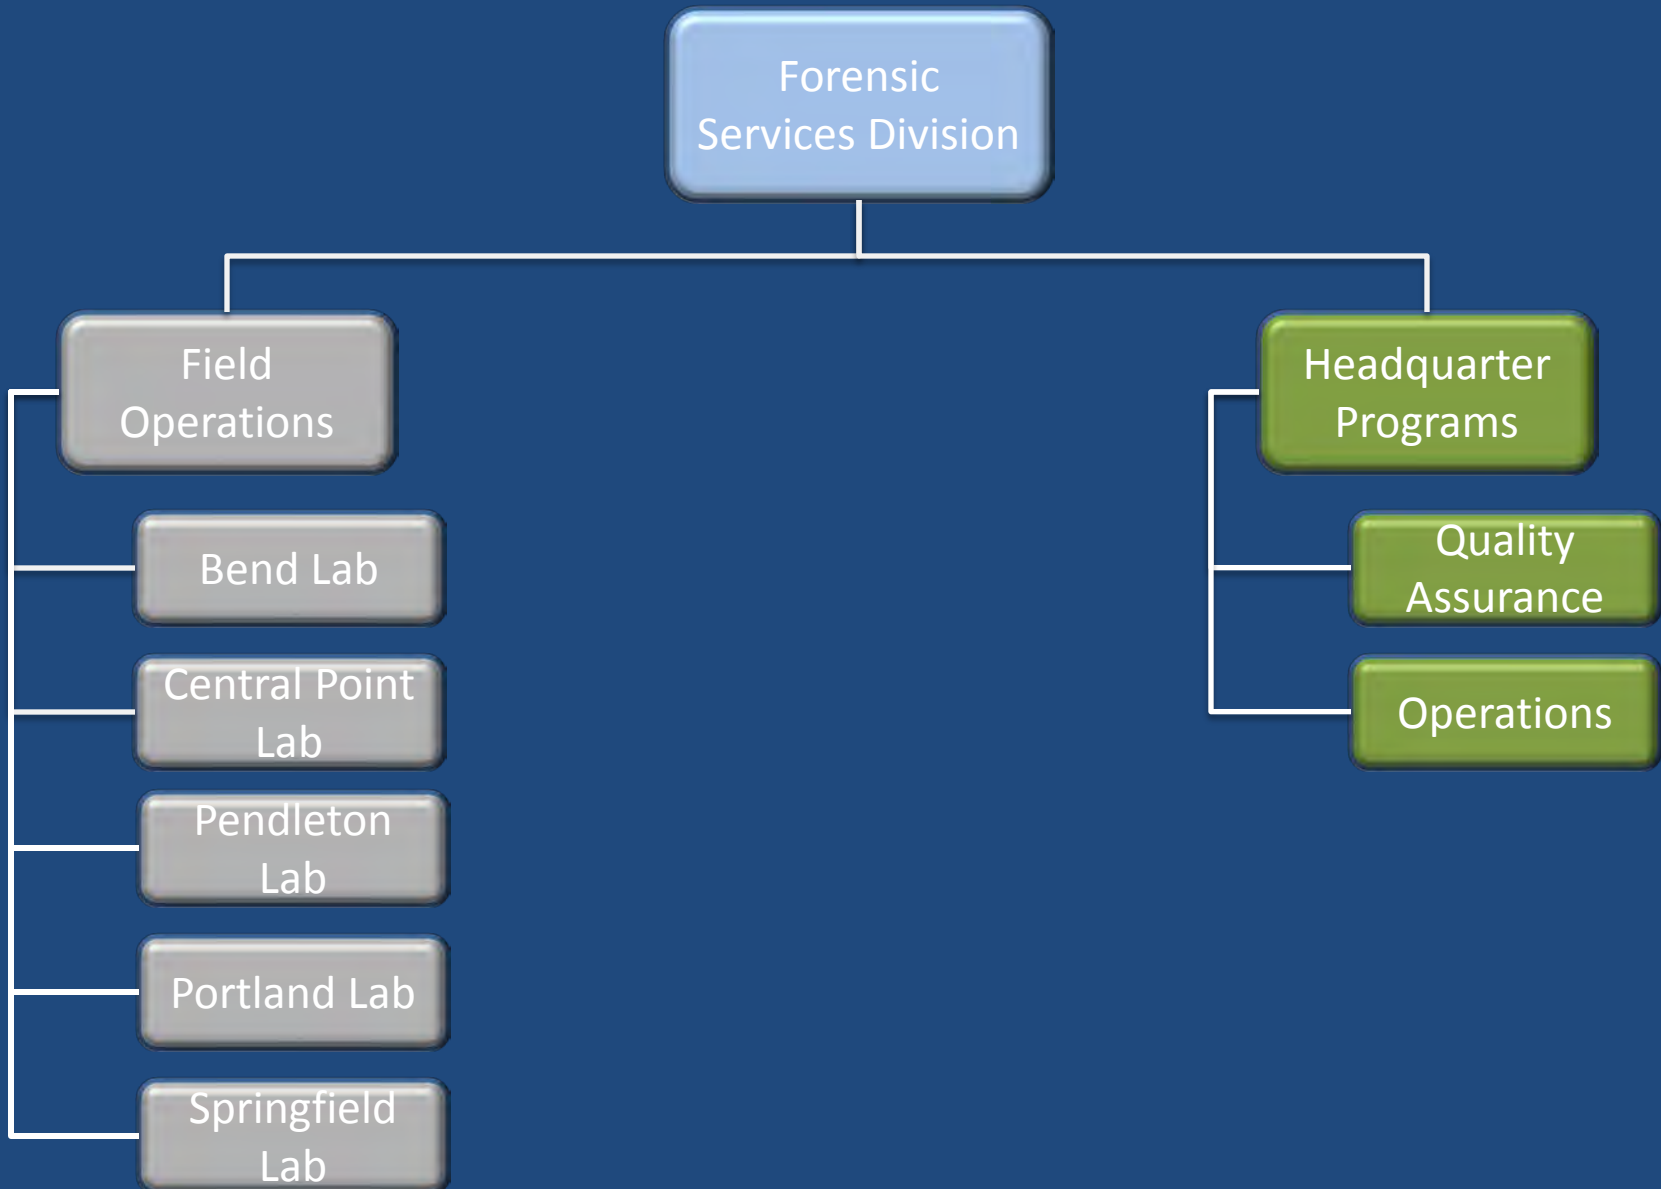 Forensic
Services Division
Field
Operations
Headquarter
Programs
Bend Lab
Central Point
Lab
Pendleton
Lab
Portland Lab
Springfield
Lab
Quality
Assurance
Operations